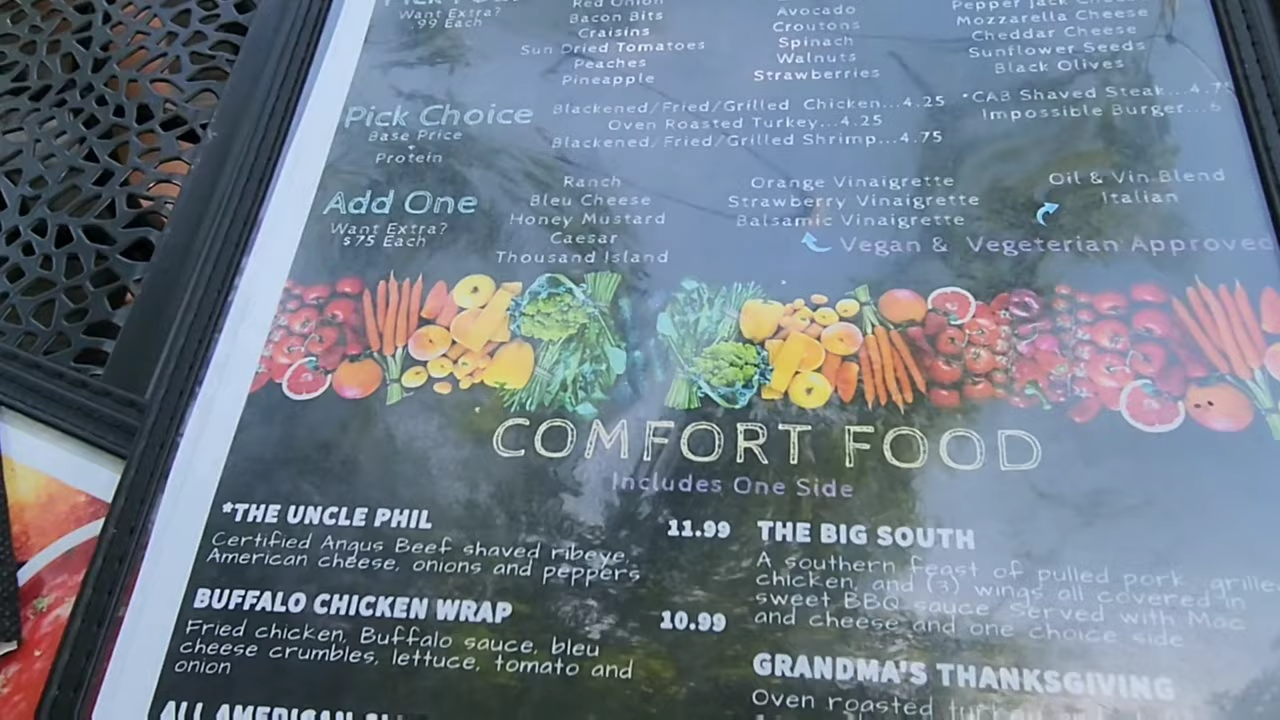 Want Extra?
.99 Each
Red Onion
Bacon Bits
Craisins
Sun Dried Tomatoes
Peaches
Pineapple
Avocado
Croutons
Spinach
Walnuts
Strawberries
Pepper Jack Cheese
Mozzarella Cheese
Cheddar Cheese
Sunflower Seeds
Black Olives
Pick Choice
Base Price
+
Protein
Blackened/Fried/Grilled Chicken...4.25
Oven Roasted Turkey...4.25
Blackened/Fried/Grilled Shrimp...4.75
*CAB Shaved Steak...4.7
Impossible Burger...6
Add One
Want Extra?
$.75 Each
Ranch
Bleu Cheese
Honey Mustard
Caesar
Thousand Island
Orange Vinaigrette
Strawberry Vinaigrette
Balsamic Vinaigrette
Oil & Vin Blend
Italian
Vegan & Vegeterian Approved
COMFORT FOOD
Includes One Side
*THE UNCLE PHIL 11.99
Certified Angus Beef shaved ribeye,
American cheese, onions and peppers
BUFFALO CHICKEN WRAP 10.99
Fried chicken, Buffalo sauce, bleu
cheese crumbles, lettuce, tomato and
onion
ALL AMERICAN
THE BIG SOUTH
A southern feast of pulled pork, grille
chicken, and (3) wings all covered in
sweet BBQ sauce. Served with Mac
and cheese and one choice side
GRANDMA'S THANKSGIVING
Oven roasted